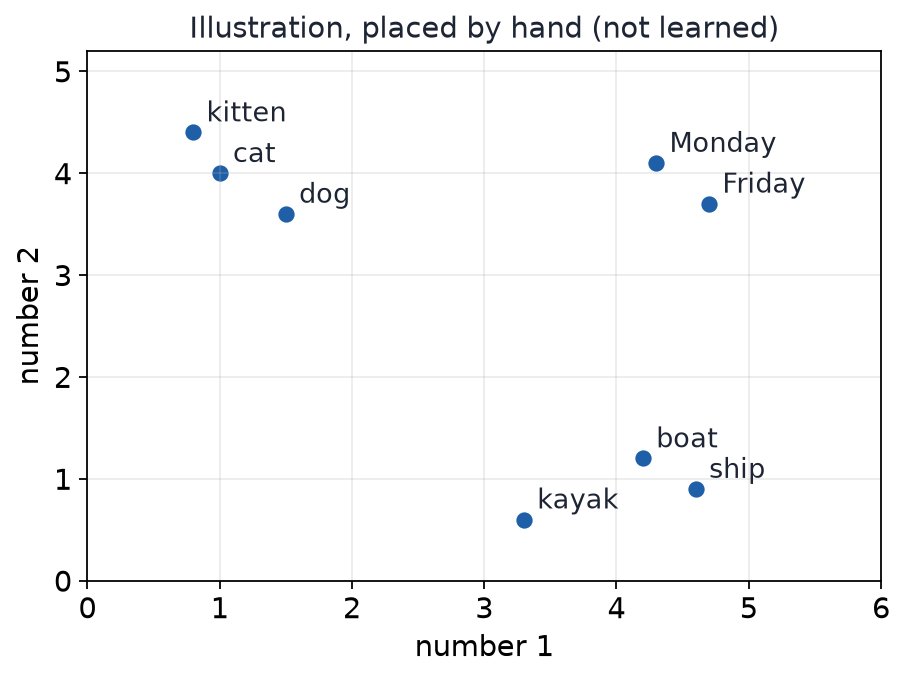 Illustration, placed by hand (not learned)
5
4
3
2
1
0
number 2
kitten
cat
dog
Monday
Friday
boat
ship
kayak
0 1 2 3 4 5 6
number 1